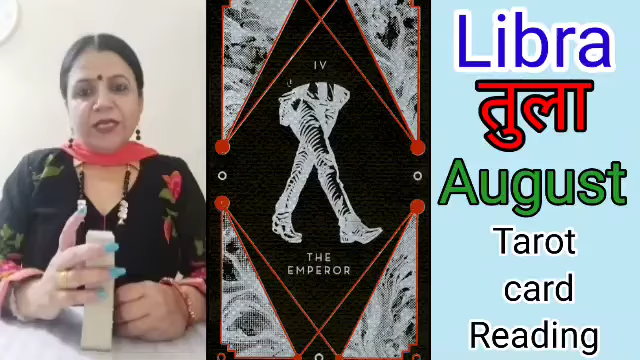 IV
THE
EMPEROR
Libra
तुला
August
Tarot
card
Reading